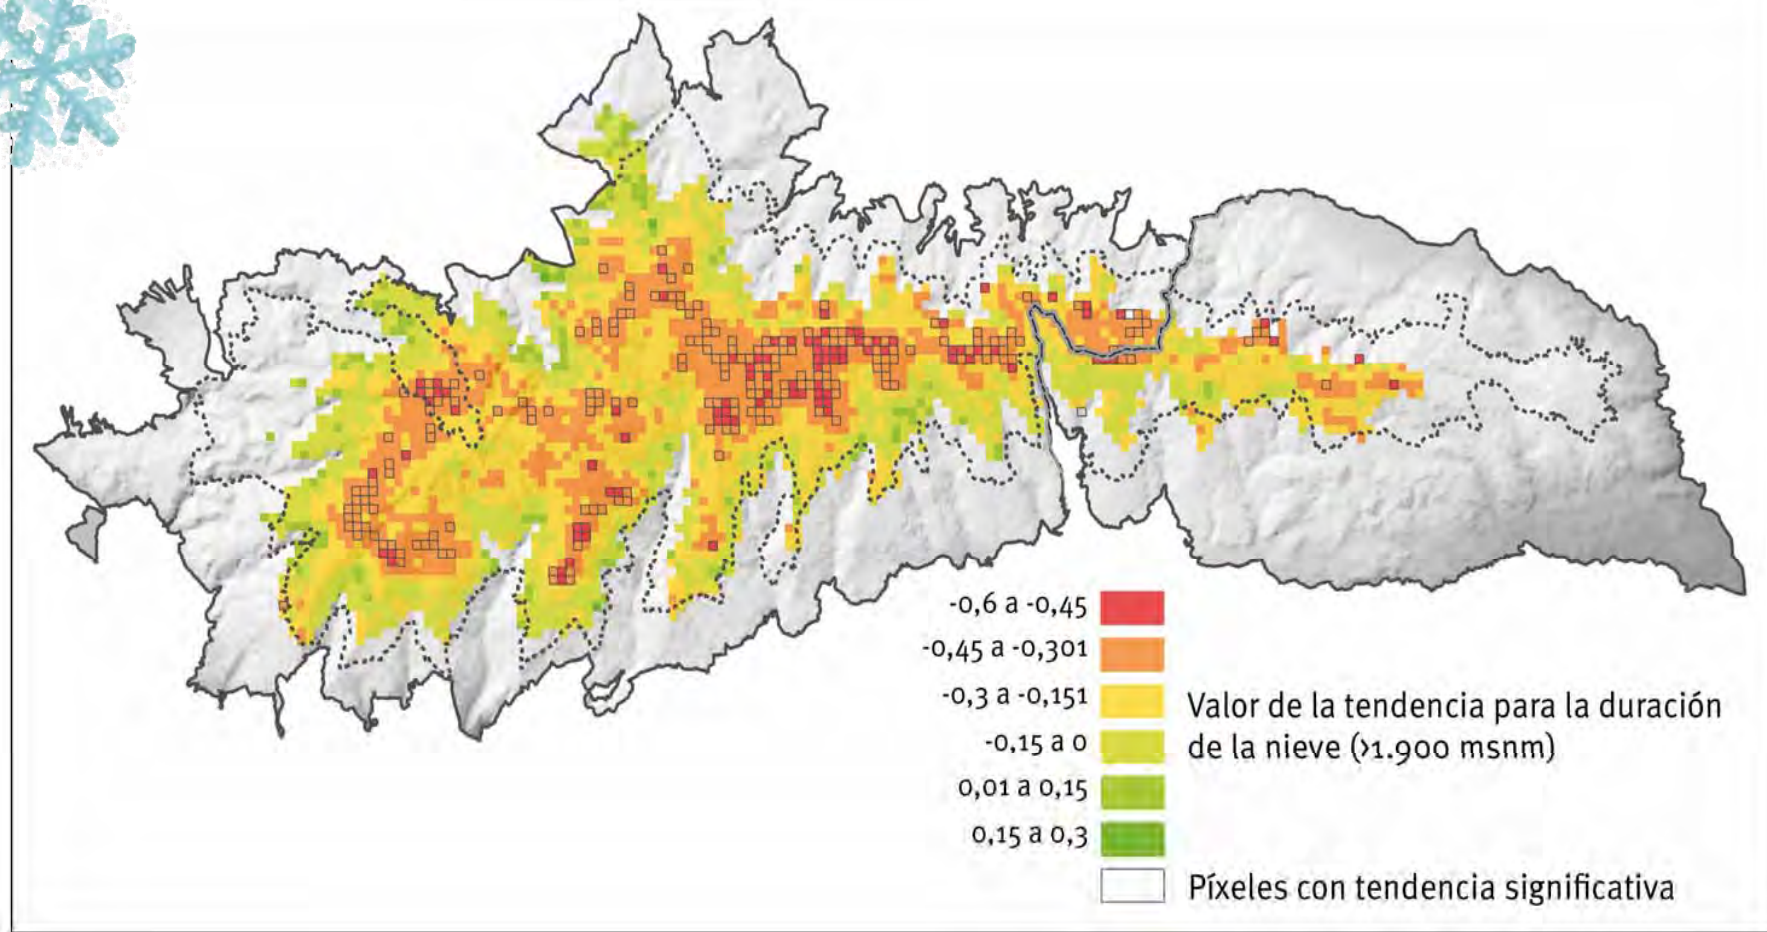 -0,6 a -0,45
-0,45 a -0,301
-0,3 a -0,151
-0,15 a 0
0,01 a 0,15
0,15 a 0,3
Valor de la tendencia para la duración
de la nieve (>1.900 msnm)
Píxeles con tendencia significativa